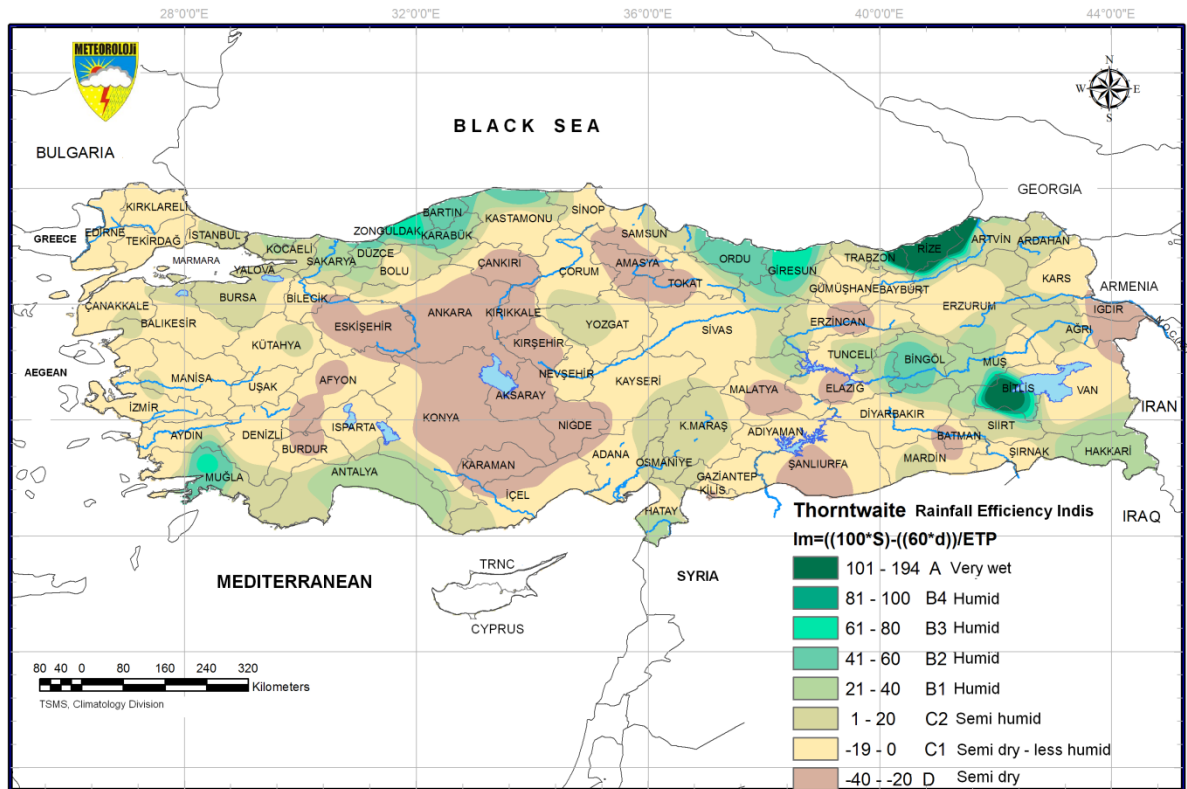 28°0'0"E 32°0'0"E 36°0'0"E 40°0'0"E 44°0'0"E
METEOROLOJI
N
W E
S
BLACK SEA
BULGARIA
GEORGIA
GREECE
MARMARA
ARMENIA
AEGEAN
IRAN
IRAQ
SYRIA
MEDITERRANEAN
TRNC
CYPRUS
KIRKLARELİ
EDİRNE
TEKİRDAĞ
İSTANBUL
KOCAELİ
YALOVA
SAKARYA
DÜZCE
ZONGULDAK
BARTIN
KARABÜK
KASTAMONU
SİNOP
BOLU
ÇANKIRI
ÇORUM
SAMSUN
AMASYA
TOKAT
ORDU
GİRESUN
TRABZON
RİZE
ARTVİN
ARDAHAN
KARS
GÜMÜŞHANE
BAYBURT
ERZURUM
IGDIR
AĞRI
ÇANAKKALE
BALIKESİR
BURSA
BİLECİK
KÜTAHYA
ESKİŞEHİR
ANKARA
KIRIKKALE
KIRŞEHİR
YOZGAT
SİVAS
ERZİNCAN
TUNCELİ
BİNGÖL
MUŞ
BİTLİS
VAN
MANİSA
UŞAK
AFYON
İZMİR
AYDIN
DENİZLİ
BURDUR
ISPARTA
KONYA
AKSARAY
NEVŞEHİR
KAYSERİ
NİGDE
MALATYA
ELAZIĞ
DİYARBAKIR
BATMAN
SİİRT
ŞIRNAK
HAKKARİ
MUĞLA
ANTALYA
KARAMAN
İÇEL
ADANA
OSMANİYE
K.MARAŞ
ADIYAMAN
GAZİANTEP
KİLİS
HATAY
ŞANLIURFA
MARDİN
80 40 0 80 160 240 320
Kilometers
TSMS, Climatology Division
Thorntwaite Rainfall Efficiency Indis
Im=((100*S)-((60*d))/ETP
101 - 194 A Very wet
81 - 100 B4 Humid
61 - 80 B3 Humid
41 - 60 B2 Humid
21 - 40 B1 Humid
1 - 20 C2 Semi humid
-19 - 0 C1 Semi dry - less humid
-40 - -20 D Semi dry